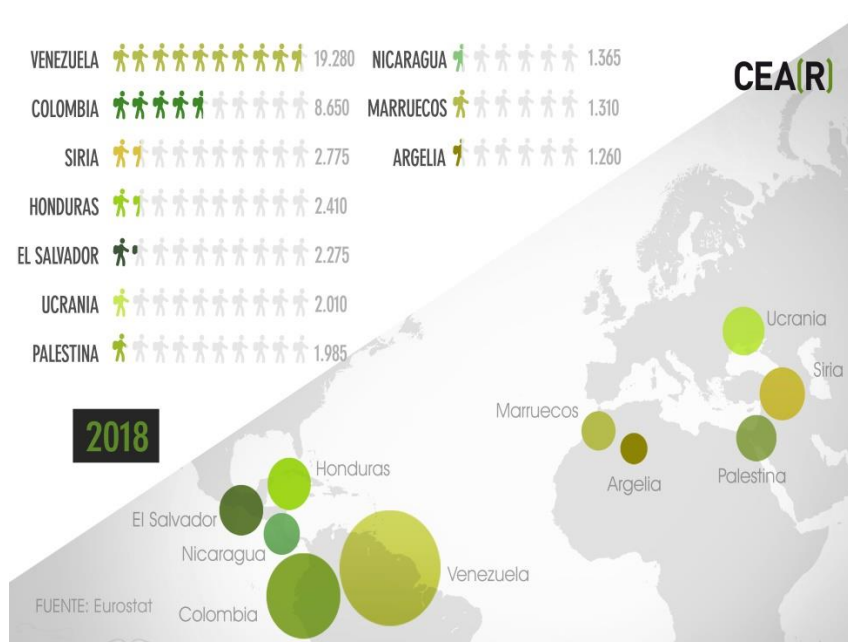 VENEZUELA 19.280
COLOMBIA 8.650
SIRIA 2.775
HONDURAS 2.410
EL SALVADOR 2.275
UCRANIA 2.010
PALESTINA 1.985
NICARAGUA 1.365
MARRUECOS 1.310
ARGELIA 1.260
CEA(R)
2018
Ucrania
Siria
Marruecos
Argelia
Palestina
Honduras
El Salvador
Nicaragua
Venezuela
Colombia
FUENTE: Eurostat